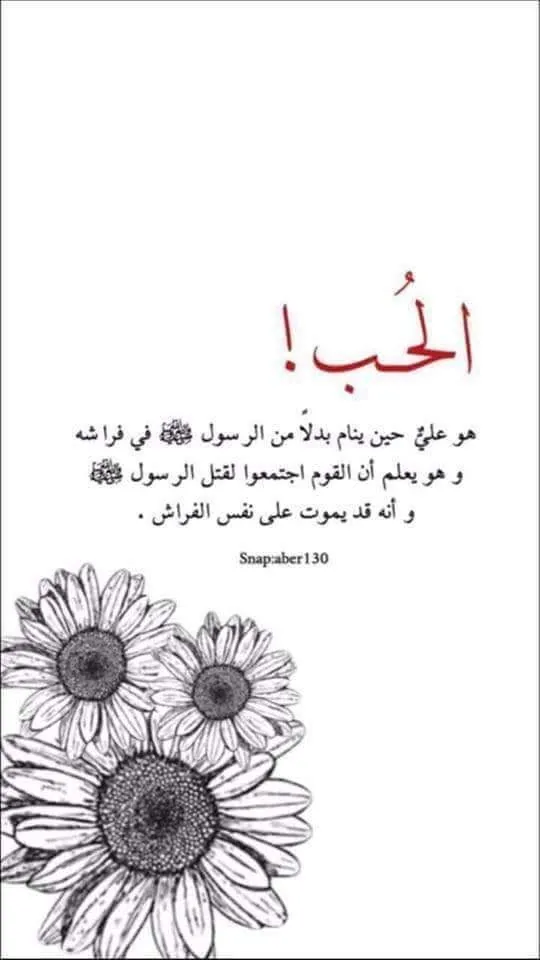 الحُب !
هو عليٌ حين ينام بدلاً من الرسول ﷺ في فراشه
و هو يعلم أن القوم اجتمعوا لقتل الرسول ﷺ
و أنه قد يموت على نفس الفراش .
Snap:aber130